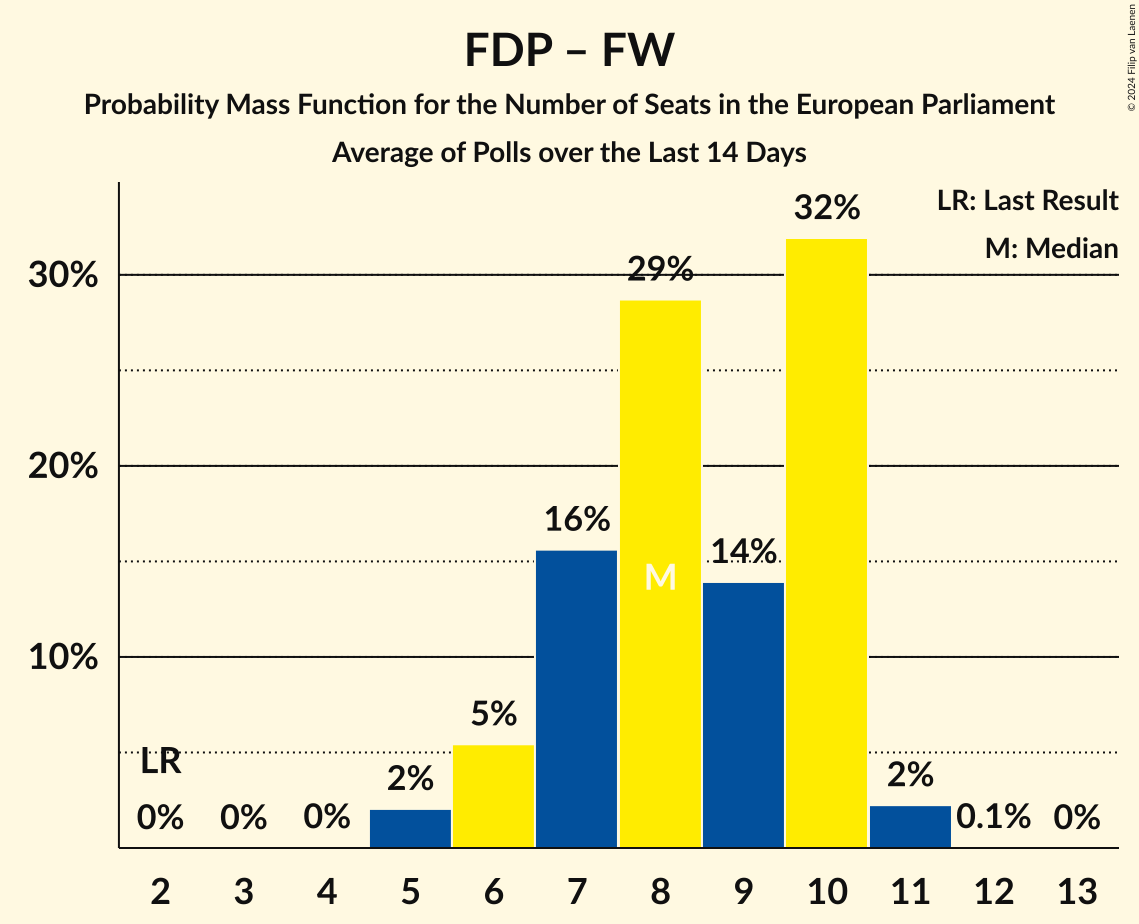 FDP – FW
Probability Mass Function for the Number of Seats in the European Parliament
Average of Polls over the Last 14 Days
© 2024 Filip van Laenen
LR: Last Result
M: Median
30%
20%
10%
LR
0%
0%
0%
2%
5%
16%
29%
M
14%
32%
2%
0.1%
0%
2 3 4 5 6 7 8 9 10 11 12 13